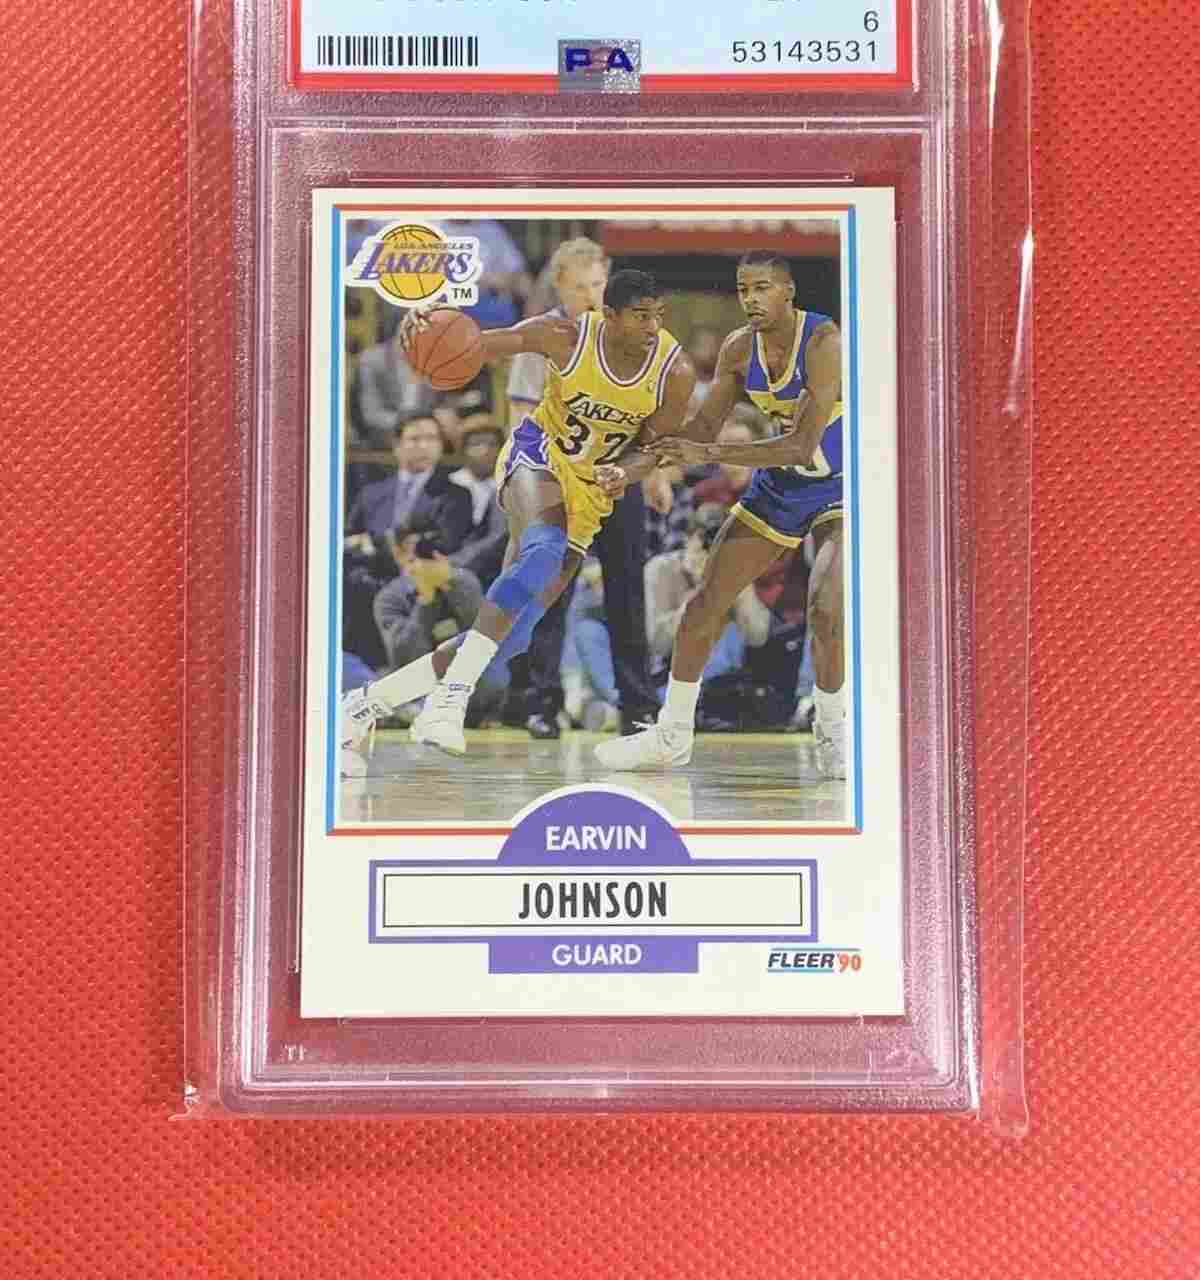 6
PSA
53143531
LOS ANGELES
LAKERS
TM
LAKERS
32
EARVIN
JOHNSON
GUARD
FLEER '90